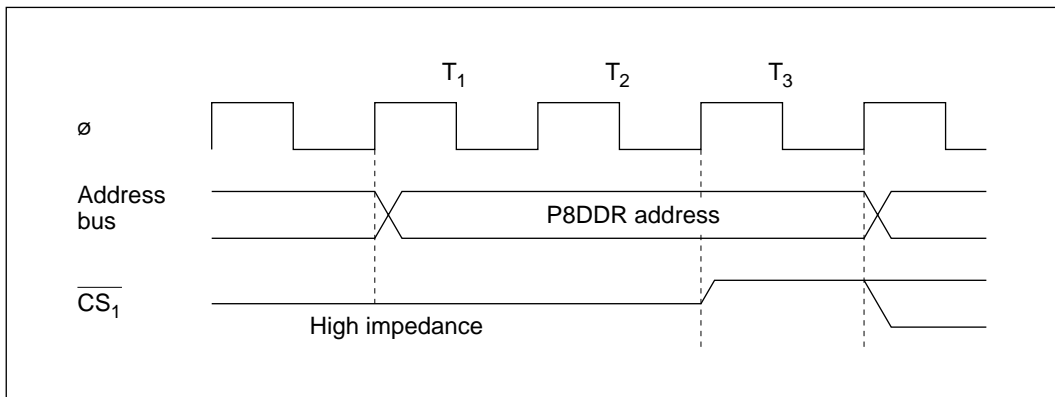 T1 T2 T3
ø
Address
bus
P8DDR address
CS1
High impedance